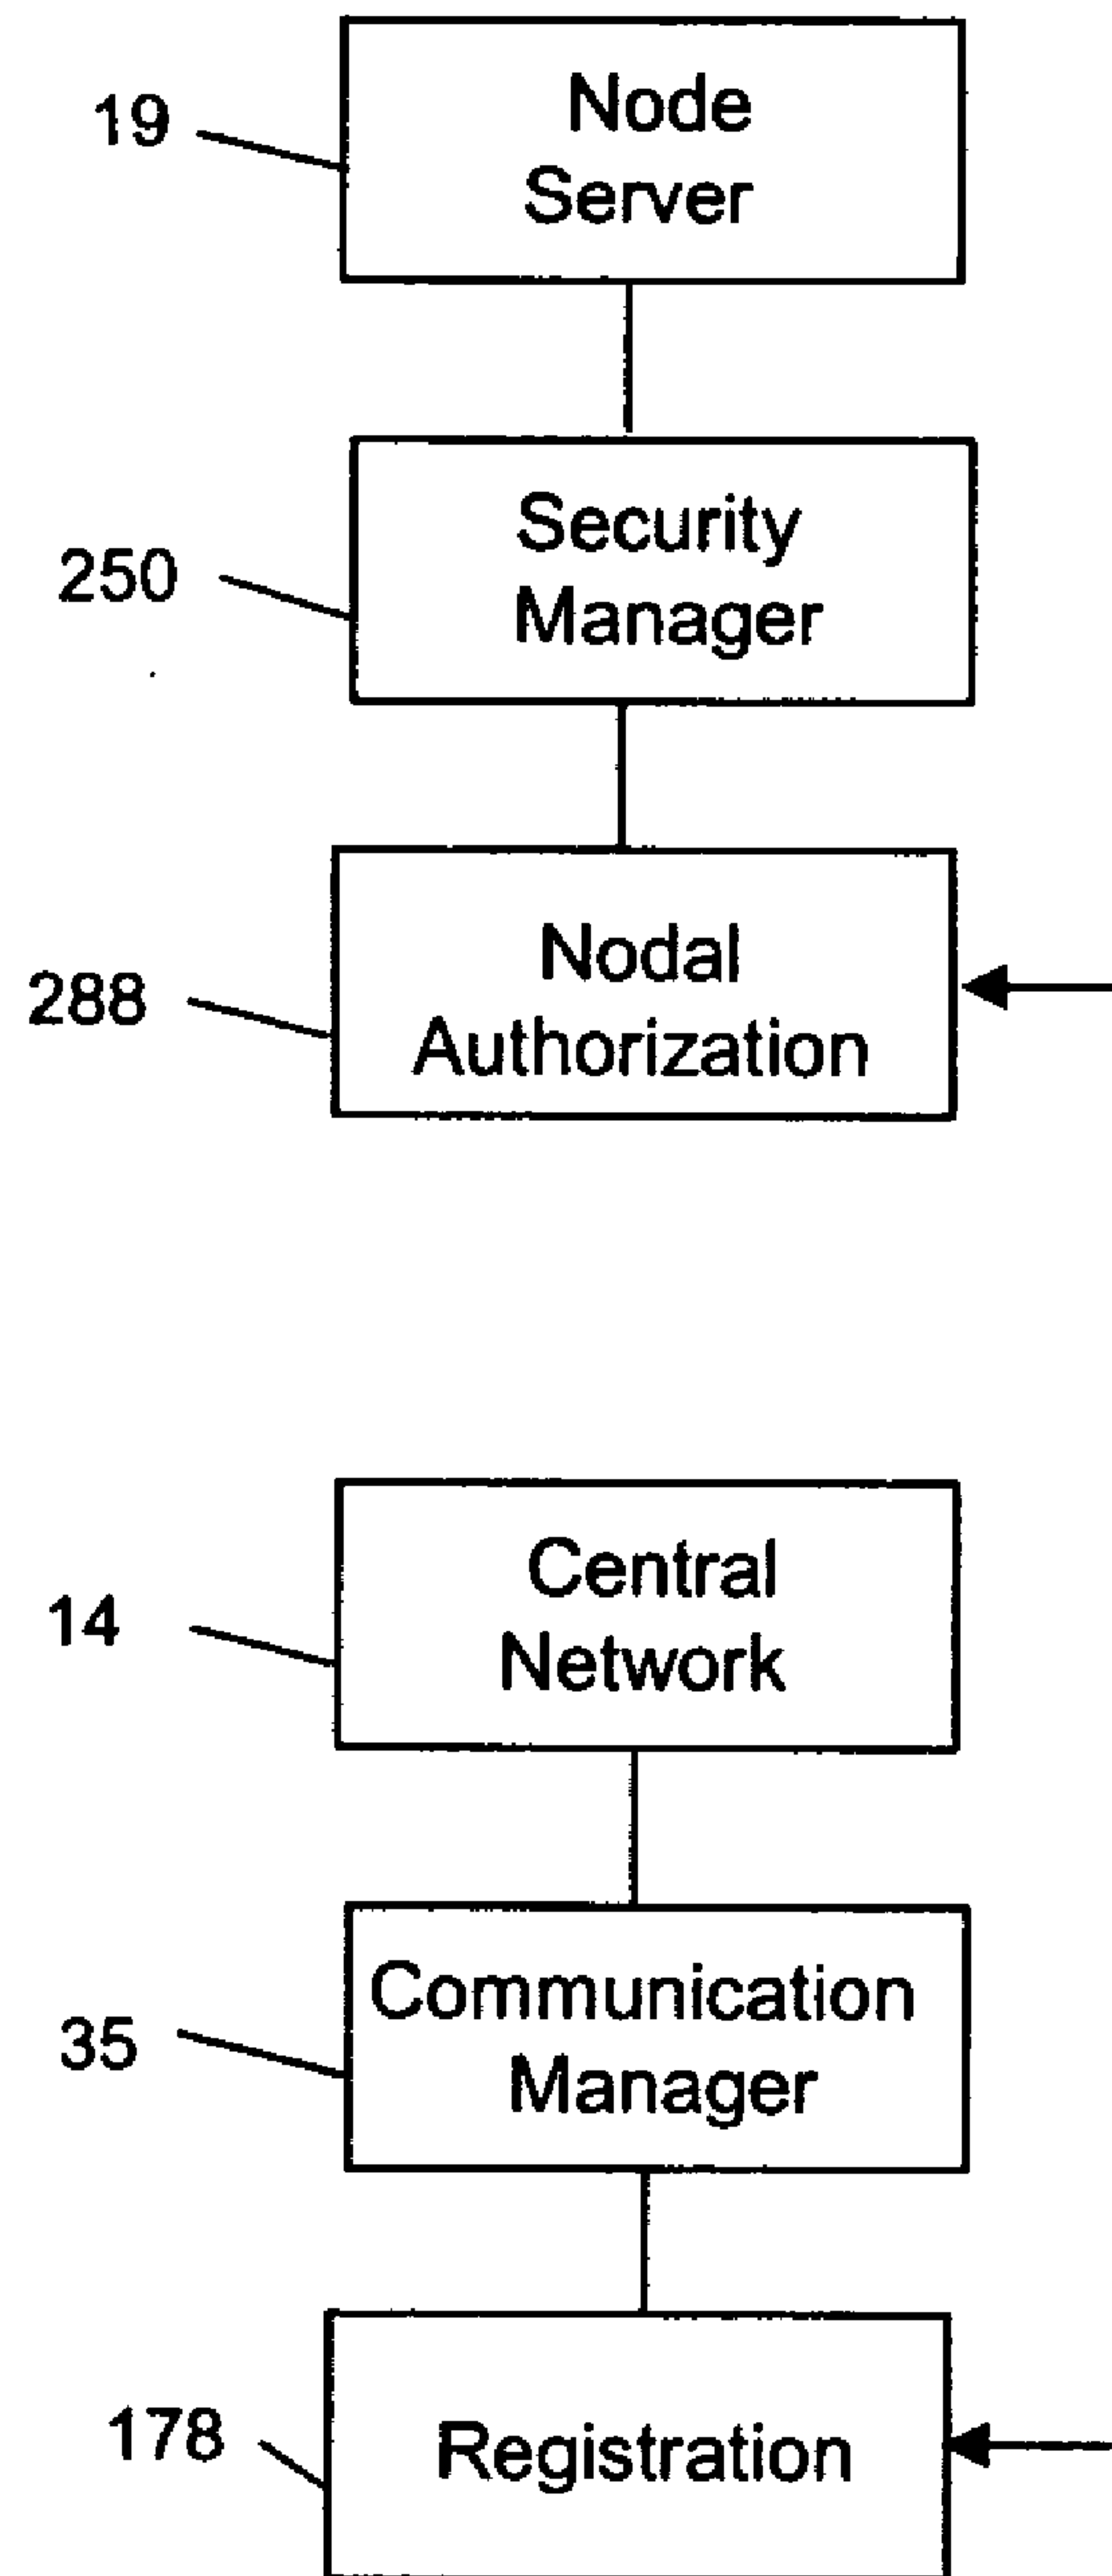 19
Node
Server
250
Security
Manager
288
Nodal
Authorization
14
Central
Network
35
Communication
Manager
178
Registration